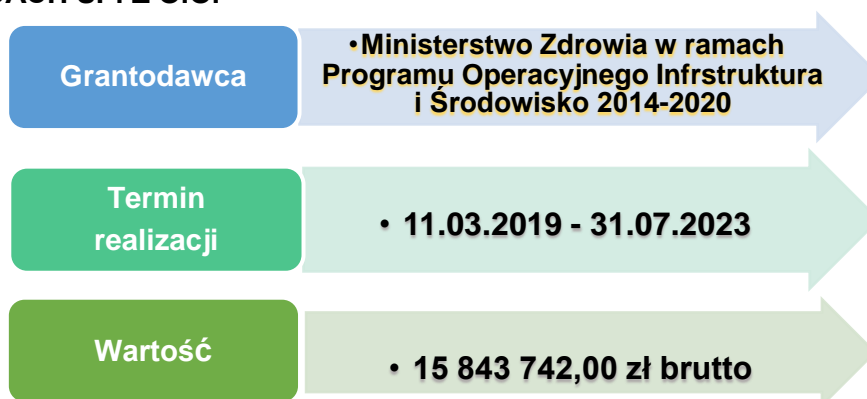 Grantodawca
•Ministerstwo Zdrowia w ramach
Programu Operacyjnego Infrstruktura
i Środowisko 2014-2020
Termin
realizacji
• 11.03.2019 - 31.07.2023
Wartość
• 15 843 742,00 zł brutto